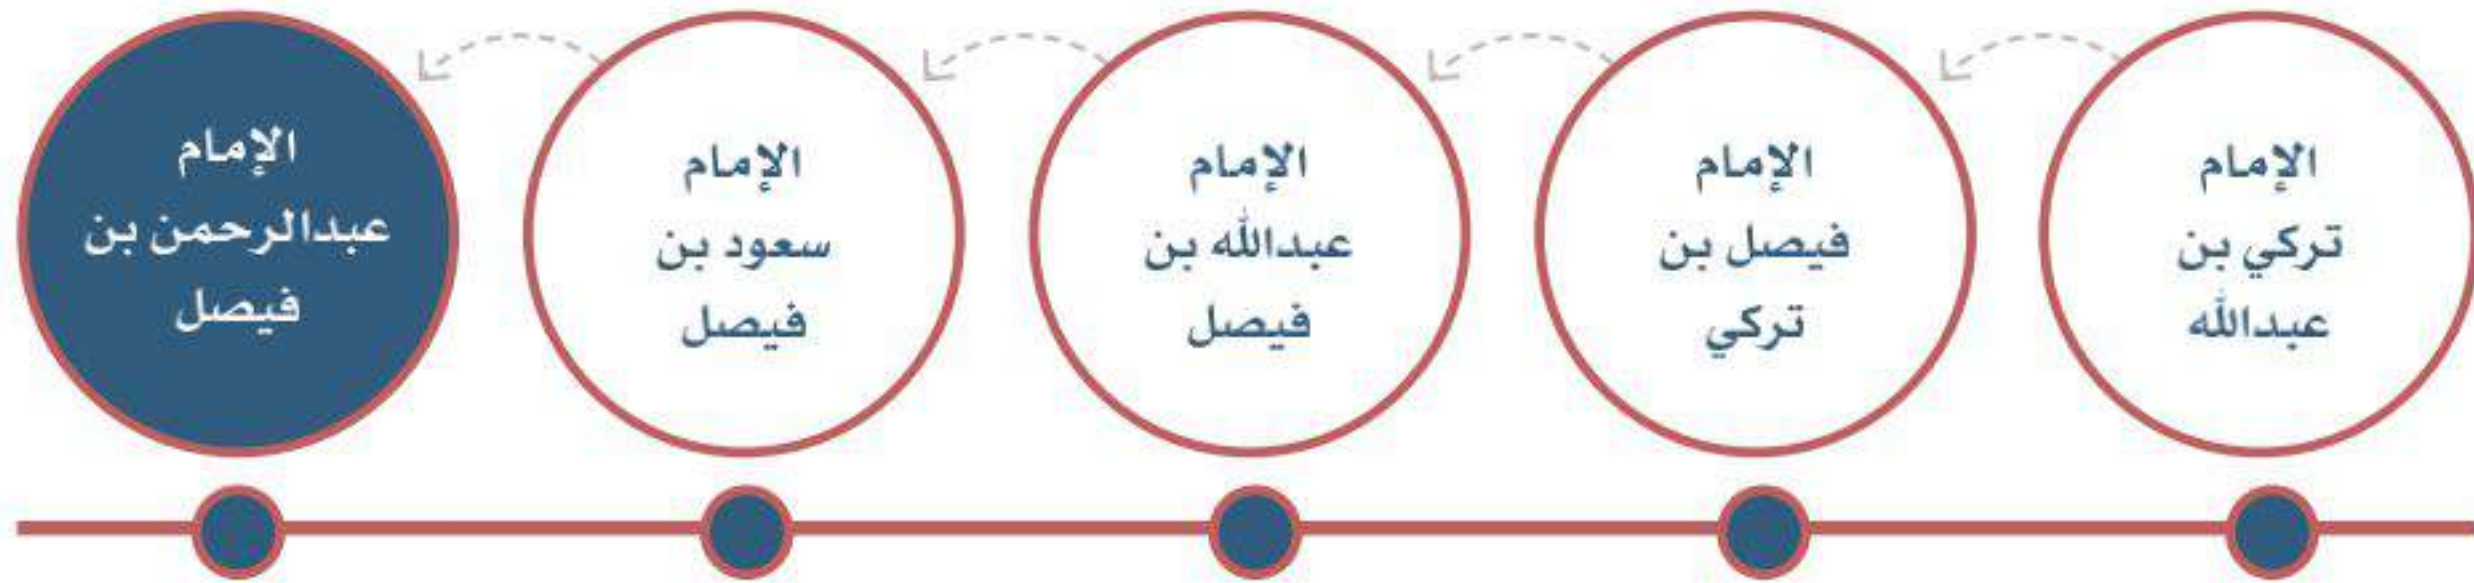 الإمام
تركي بن
عبدالله
الإمام
فيصل بن
تركي
الإمام
عبدالله بن
فيصل
الإمام
سعود بن
فيصل
الإمام
عبدالرحمن بن
فيصل